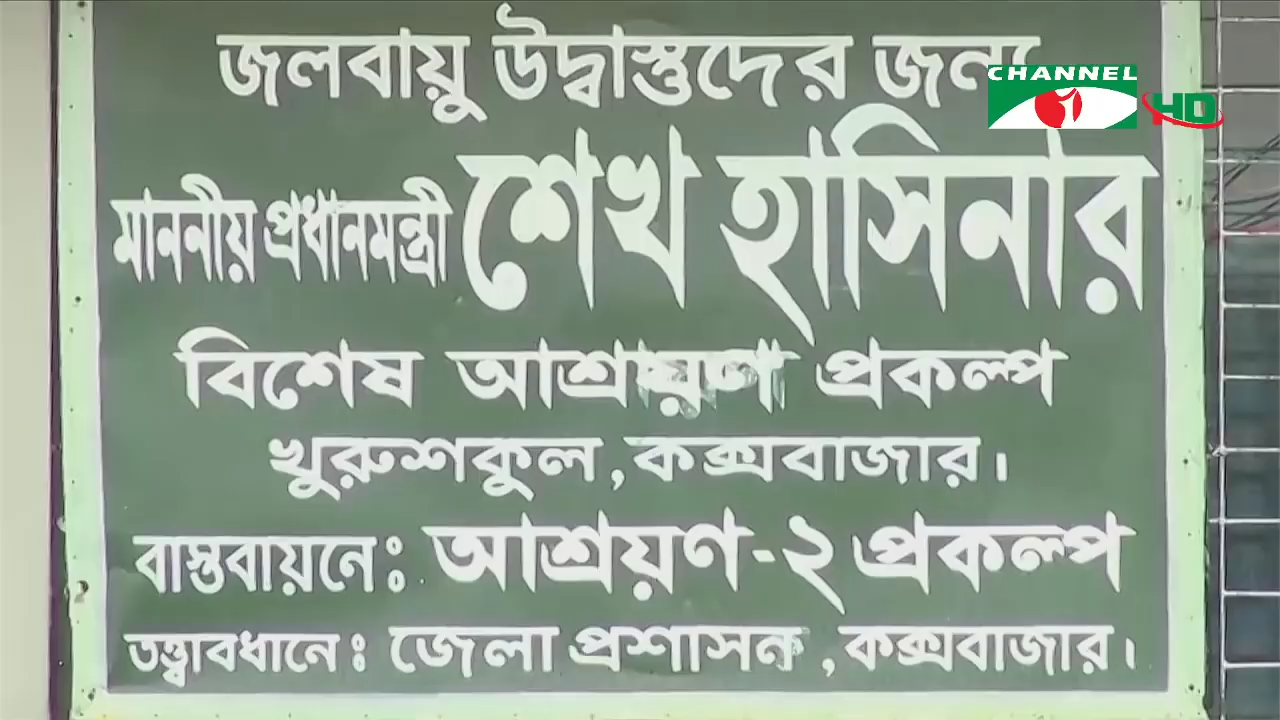 জলবায়ু উদ্বাস্তুদের জন্য
CHANNEL i HD
মাননীয় প্রধানমন্ত্রী শেখ হাসিনার
বিশেষ আশ্রয়ণ প্রকল্প
খুরুশকুল, কক্সবাজার।
বাস্তবায়নে: আশ্রয়ণ-২ প্রকল্প
তত্ত্বাবধানে: জেলা প্রশাসন, কক্সবাজার।